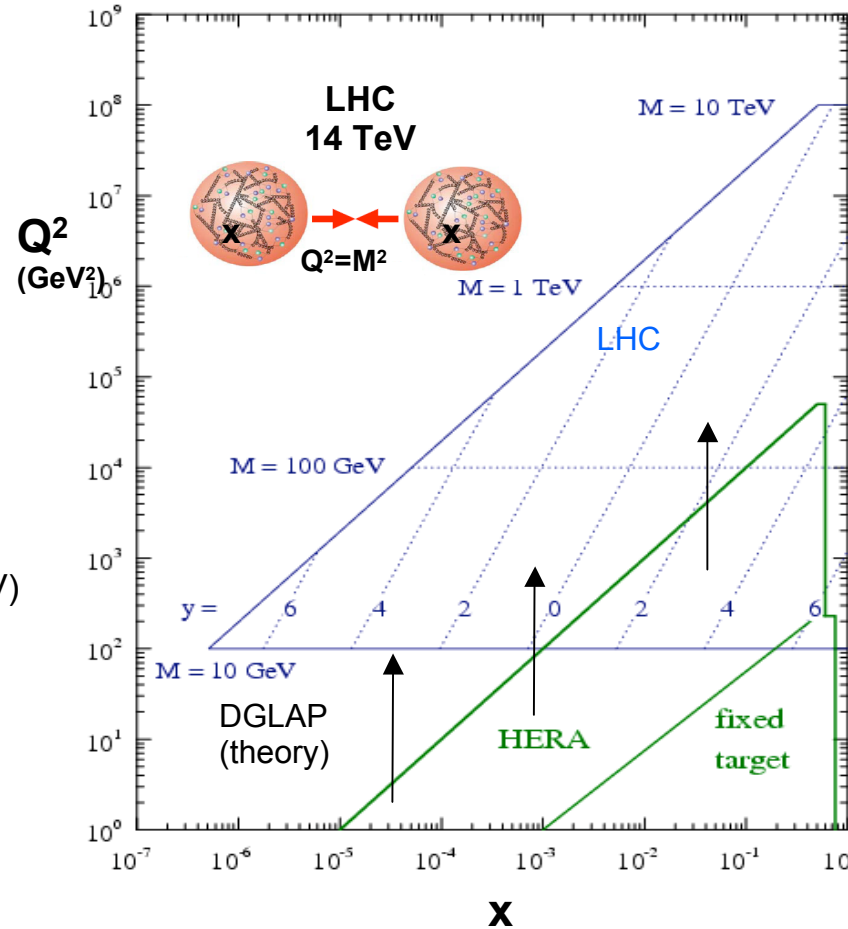 10⁹
10⁸
10⁷
10⁶
10⁵
10⁴
10³
10²
10¹
10⁰
Q²
(GeV²)
LHC
14 TeV
x
x
Q²=M²
M = 10 TeV
M = 1 TeV
LHC
M = 100 GeV
V)
y = 6 4 2 0 2 4 6
M = 10 GeV
DGLAP
(theory)
HERA
fixed
target
10⁻⁷ 10⁻⁶ 10⁻⁵ 10⁻⁴ 10⁻³ 10⁻² 10⁻¹ 10
x